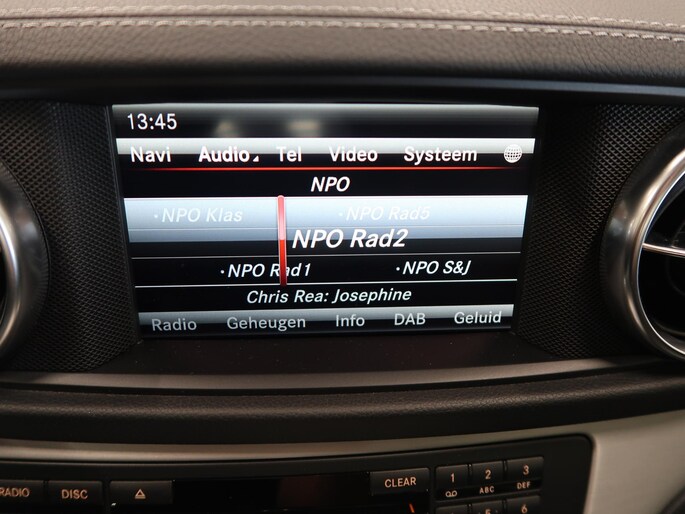 13:45
Navi Audio Tel Video Systeem
NPO
•NPO Klas •NPO Rad5
NPO Rad2
•NPO Rad1 •NPO S&J
Chris Rea: Josephine
Radio Geheugen Info DAB Geluid
RADIO DISC CLEAR 1 2 ABC 3 DEF